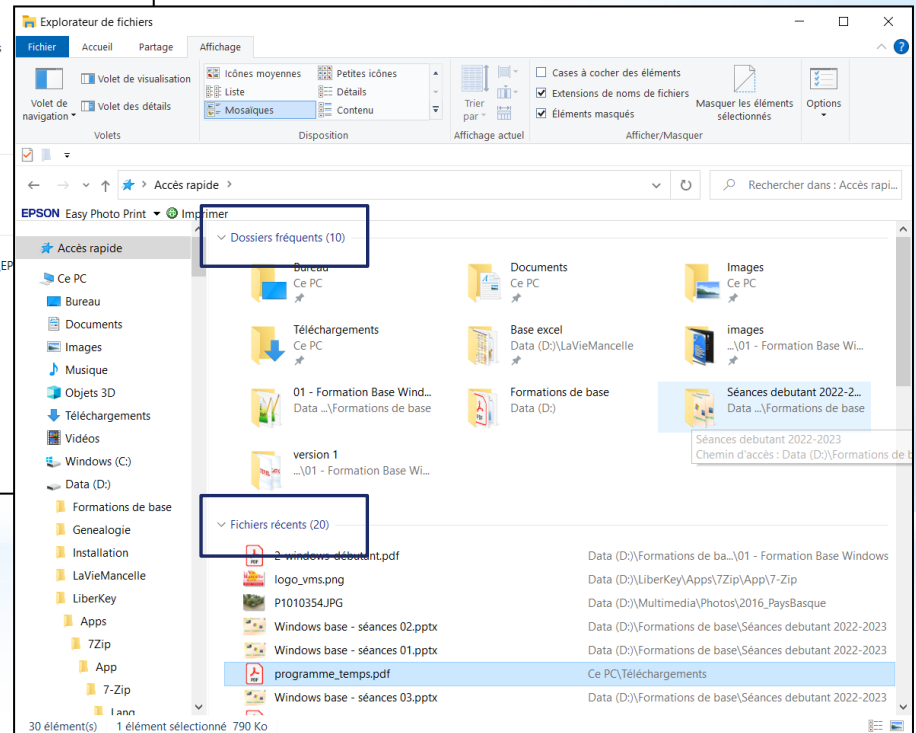 Explorateur de fichiers
Fichier Accueil Partage Affichage
Volet de navigation
Volet de visualisation
Volet des détails
Volets
Icônes moyennes Petites icônes
Liste Détails
Mosaïques Contenu
Disposition
Trier par
Affichage actuel
Cases à cocher des éléments
Extensions de noms de fichiers
Éléments masqués
Masquer les éléments sélectionnés
Afficher/Masquer
Options
Accès rapide
Rechercher dans : Accès rapi...
EPSON Easy Photo Print Imprimer
EP
Accès rapide
Ce PC
Bureau
Documents
Images
Musique
Objets 3D
Téléchargements
Vidéos
Windows (C:)
Data (D:)
Formations de base
Genealogie
Installation
LaVieMancelle
LiberKey
Apps
7Zip
App
7-Zip
Lang
Dossiers fréquents (10)
Bureau
Ce PC
Documents
Ce PC
Images
Ce PC
Téléchargements
Ce PC
Base excel
Data (D:)\LaVieMancelle
images
...\01 - Formation Base Wi...
01 - Formation Base Wind...
Data ...\Formations de base
Formations de base
Data (D:)
Séances debutant 2022-2...
Data ...\Formations de base
Séances debutant 2022-2023
Chemin d'accès : Data (D:)\Formations de b
version 1
...\01 - Formation Base Wi...
Fichiers récents (20)
2-windows-débutant.pdf Data (D:)\Formations de ba...\01 - Formation Base Windows
logo_vms.png Data (D:)\LiberKey\Apps\7Zip\App\7-Zip
P1010354.JPG Data (D:)\Multimedia\Photos\2016_PaysBasque
Windows base - séances 02.pptx Data (D:)\Formations de base\Séances debutant 2022-2023
Windows base - séances 01.pptx Data (D:)\Formations de base\Séances debutant 2022-2023
programme_temps.pdf Ce PC\Téléchargements
Windows base - séances 03.pptx Data (D:)\Formations de base\Séances debutant 2022-2023
30 élément(s) 1 élément sélectionné 790 Ko